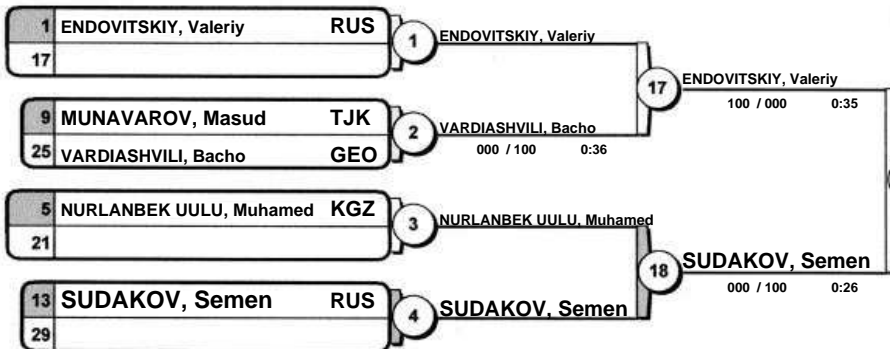 1 ENDOVITSKIY, Valeriy RUS
17
1
ENDOVITSKIY, Valeriy
9 MUNAVAROV, Masud TJK
25 VARDIASHVILI, Bacho GEO
2
VARDIASHVILI, Bacho
000 / 100 0:36
17
ENDOVITSKIY, Valeriy
100 / 000 0:35
5 NURLANBEK UULU, Muhamed KGZ
21
3
NURLANBEK UULU, Muhamed
13 SUDAKOV, Semen RUS
29
4
SUDAKOV, Semen
18
SUDAKOV, Semen
000 / 100 0:26